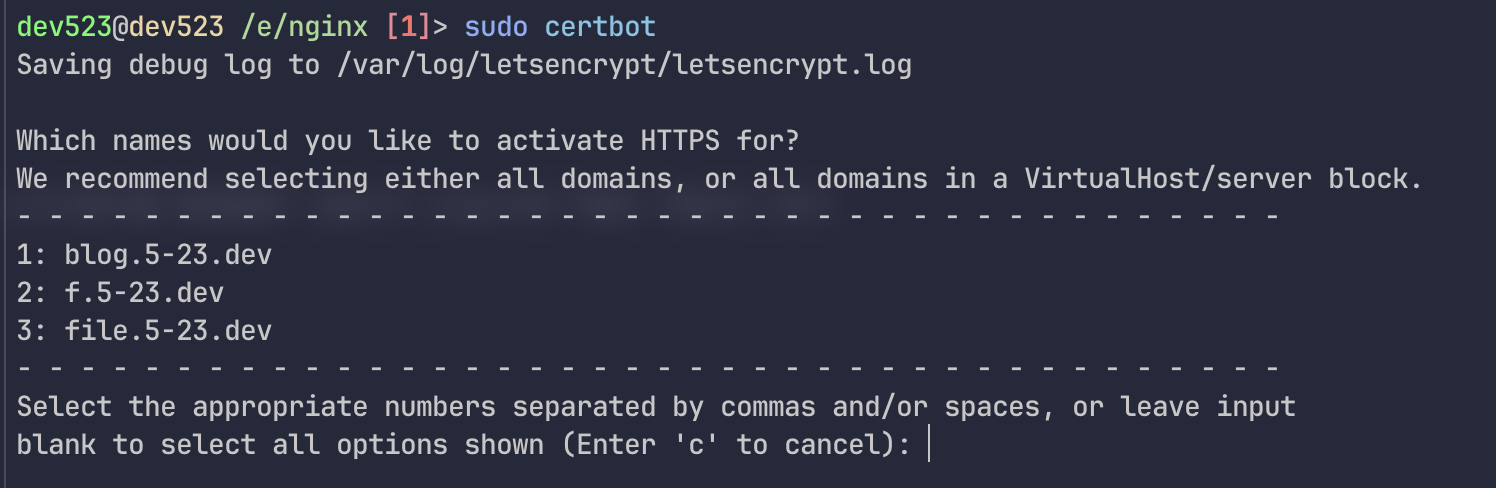 dev523@dev523 /e/nginx [1]> sudo certbot
Saving debug log to /var/log/letsencrypt/letsencrypt.log
Which names would you like to activate HTTPS for?
We recommend selecting either all domains, or all domains in a VirtualHost/server block.
- - - - - - - - - - - - - - - - - - - - - - - - - - - - - - - - - - - - - - - -
1: blog.5-23.dev
2: f.5-23.dev
3: file.5-23.dev
- - - - - - - - - - - - - - - - - - - - - - - - - - - - - - - - - - - - - - - -
Select the appropriate numbers separated by commas and/or spaces, or leave input
blank to select all options shown (Enter 'c' to cancel):